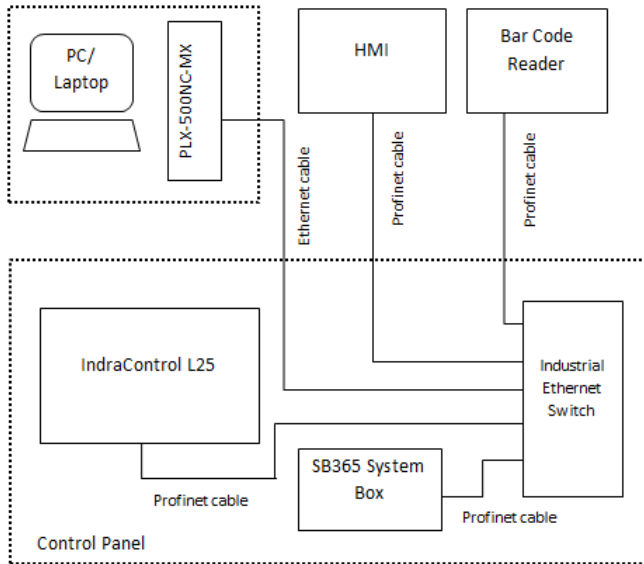 PC/
Laptop
PLX-500NC-MX
HMI
Bar Code
Reader
Ethernet cable
Profinet cable
Profinet cable
IndraControl L25
Industrial
Ethernet
Switch
SB365 System
Box
Profinet cable
Profinet cable
Control Panel